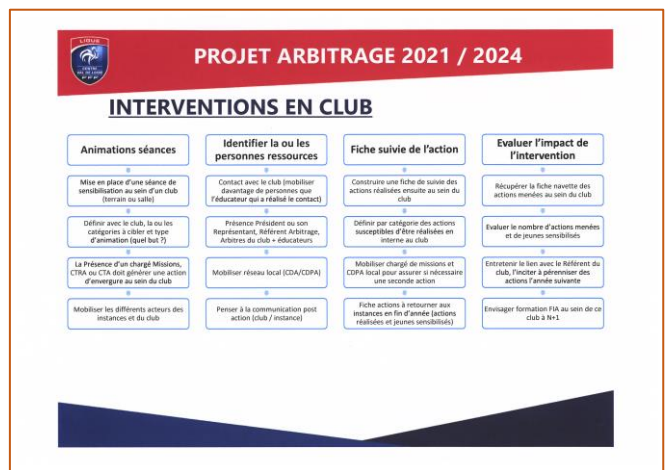 LIGUE
CENTRE
VAL DE LOIRE
PROJET ARBITRAGE 2021 / 2024
INTERVENTIONS EN CLUB
Animations séances
Mise en place d'une séance de
sensibilisation au sein d'un club
(terrain ou salle)
Définir avec le club, la ou les
catégories à cibler et type
d'animation (quel but ?)
La Présence d'un chargé Missions,
CTRA ou CTA doit générer une action
d'envergure au sein du club
Mobiliser les différents acteurs des
instances et du club
Identifier la ou les
personnes ressources
Contact avec le club (mobiliser
davantage de personnes que
l'éducateur qui a réalisé le contact)
Présence Président ou son
Représentant, Référent Arbitrage,
Arbitres du club + éducateurs
Mobiliser réseau local (CDA/CDPA)
Penser à la communication post
action (club / instance)
Fiche suivie de l'action
Construire une fiche de suivie des
actions réalisées ensuite au sein du
club
Définir par catégorie des actions
susceptibles d'être réalisées en
interne au club
Mobiliser chargé de missions et
CDPA local pour assurer si nécessaire
une seconde action
Fiche actions à retourner aux
instances en fin d'année (actions
réalisées et jeunes sensibilisés)
Evaluer l'impact de
l'intervention
Récupérer la fiche navette des
actions menées au sein du club
Evaluer le nombre d'actions menées
et de jeunes sensibilisés
Entretenir le lien avec le Référent du
club, l'inciter à pérenniser des
actions l'année suivante
Envisager formation FIA au sein de ce
club à N+1